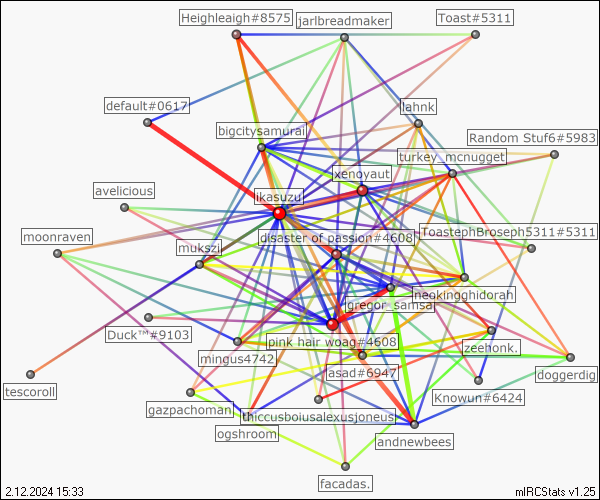 Heighleaigh#8575
jarlbreadmaker
Toast#5311
default#0617
lahnk
bigcitysamurai
Random Stuf6#5983
turkey_mcnugget
xenoyaut
avelicious
ikasuzu
moonraven
mukszi
disaster of passion#4608
ToastephBroseph5311#5311
neokingghidorah
gregor_samsa
Duck™#9103
pink hair woag#4608
zeehonk.
mingus4742
asad#6947
doggerdig
tescoroll
Knowun#6424
gazpachoman
thiccusboiusalexusjoneus
ogshroom
andnewbees
facadas.
2.12.2024 15:33
mIRCStats v1.25